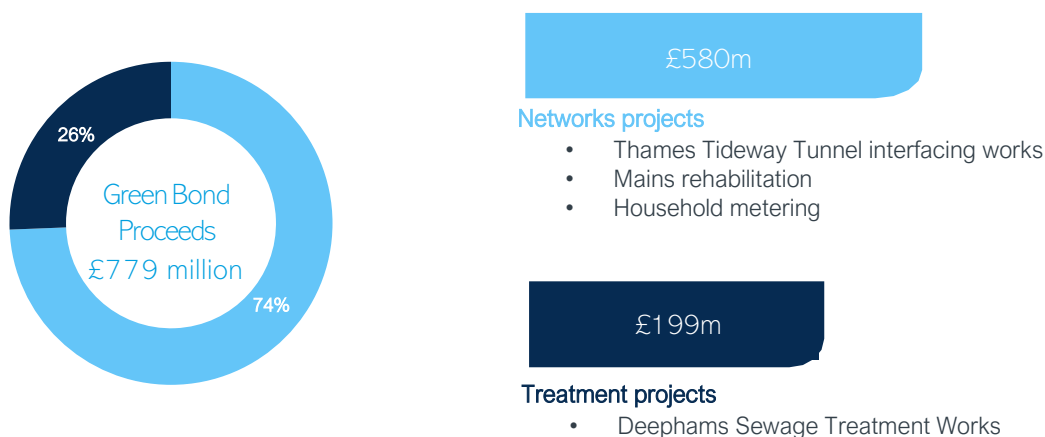 26%
Green Bond
Proceeds
£779 million
74%
£580m
Networks projects
• Thames Tideway Tunnel interfacing works
• Mains rehabilitation
• Household metering
£199m
Treatment projects
• Deephams Sewage Treatment Works